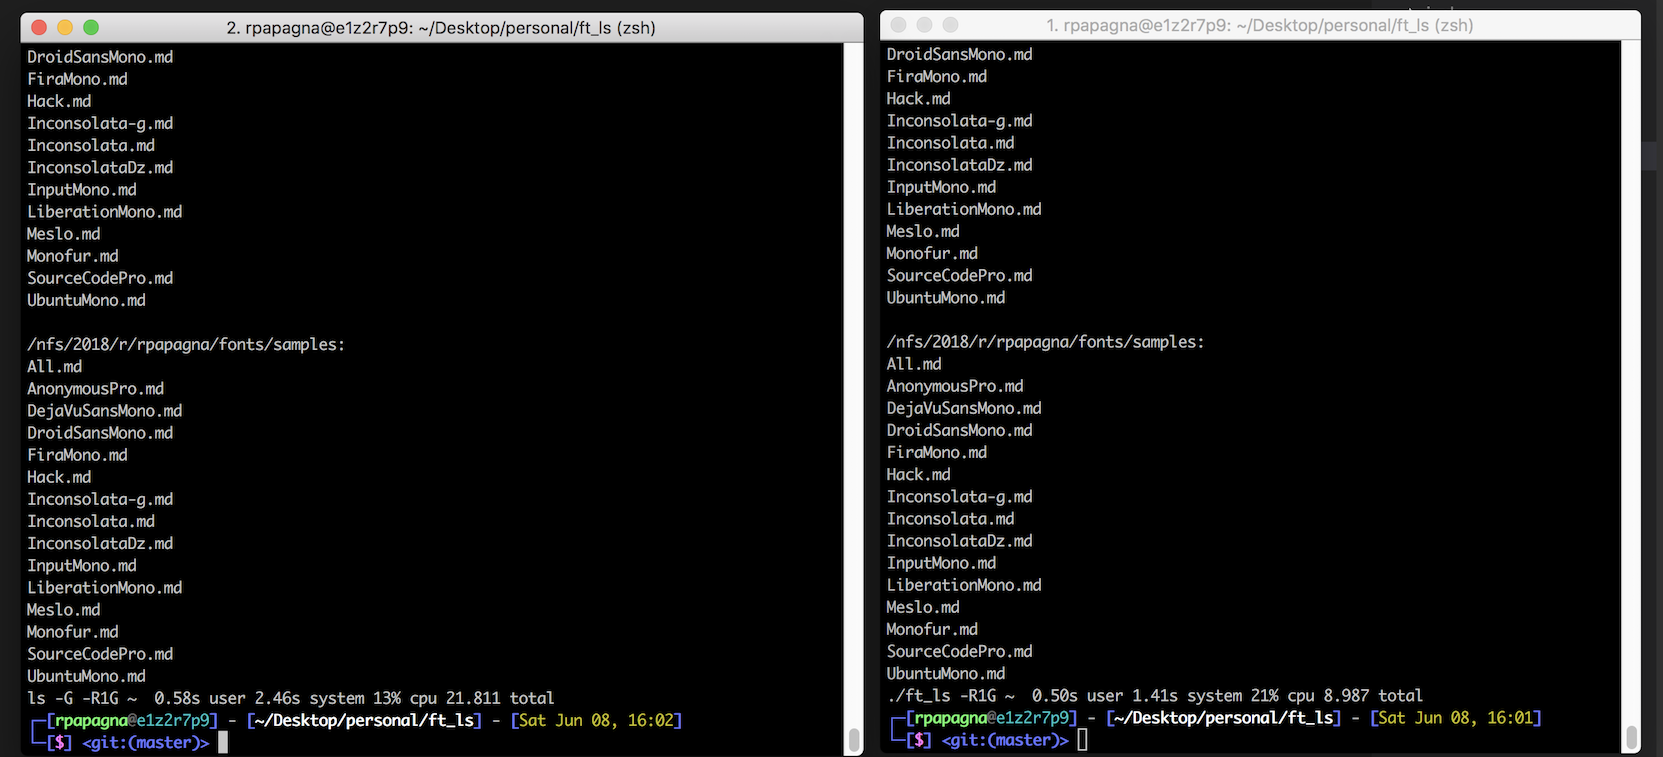 2. rpapagna@e1z2r7p9: ~/Desktop/personal/ft_ls (zsh)
DroidSansMono.md
FiraMono.md
Hack.md
Inconsolata-g.md
Inconsolata.md
InconsolataDz.md
InputMono.md
LiberationMono.md
Meslo.md
Monofur.md
SourceCodePro.md
UbuntuMono.md
/nfs/2018/r/rpapagna/fonts/samples:
All.md
AnonymousPro.md
DejaVuSansMono.md
DroidSansMono.md
FiraMono.md
Hack.md
Inconsolata-g.md
Inconsolata.md
InconsolataDz.md
InputMono.md
LiberationMono.md
Meslo.md
Monofur.md
SourceCodePro.md
UbuntuMono.md
ls -G -R1G ~  0.58s user 2.46s system 13% cpu 21.811 total
[rpapagna@e1z2r7p9] - [~/Desktop/personal/ft_ls] - [Sat Jun 08, 16:02]
[$] <git:(master)>
1. rpapagna@e1z2r7p9: ~/Desktop/personal/ft_ls (zsh)
DroidSansMono.md
FiraMono.md
Hack.md
Inconsolata-g.md
Inconsolata.md
InconsolataDz.md
InputMono.md
LiberationMono.md
Meslo.md
Monofur.md
SourceCodePro.md
UbuntuMono.md
/nfs/2018/r/rpapagna/fonts/samples:
All.md
AnonymousPro.md
DejaVuSansMono.md
DroidSansMono.md
FiraMono.md
Hack.md
Inconsolata-g.md
Inconsolata.md
InconsolataDz.md
InputMono.md
LiberationMono.md
Meslo.md
Monofur.md
SourceCodePro.md
UbuntuMono.md
./ft_ls -R1G ~  0.50s user 1.41s system 21% cpu 8.987 total
[rpapagna@e1z2r7p9] - [~/Desktop/personal/ft_ls] - [Sat Jun 08, 16:01]
[$] <git:(master)>